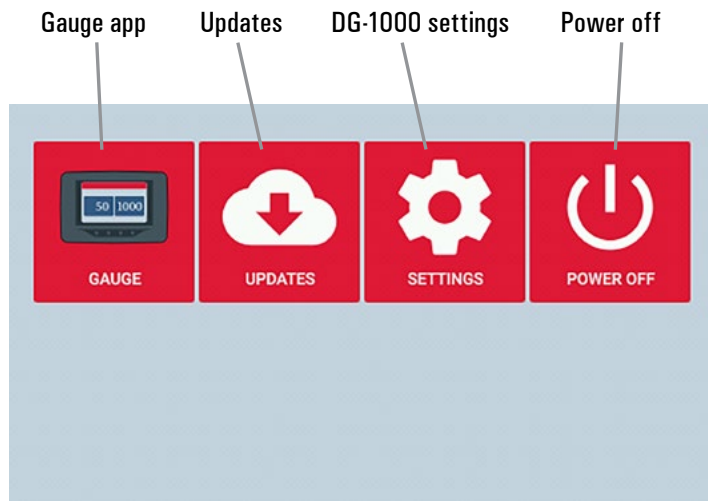 Gauge app Updates DG-1000 settings Power off
50 1000
GAUGE UPDATES SETTINGS POWER OFF